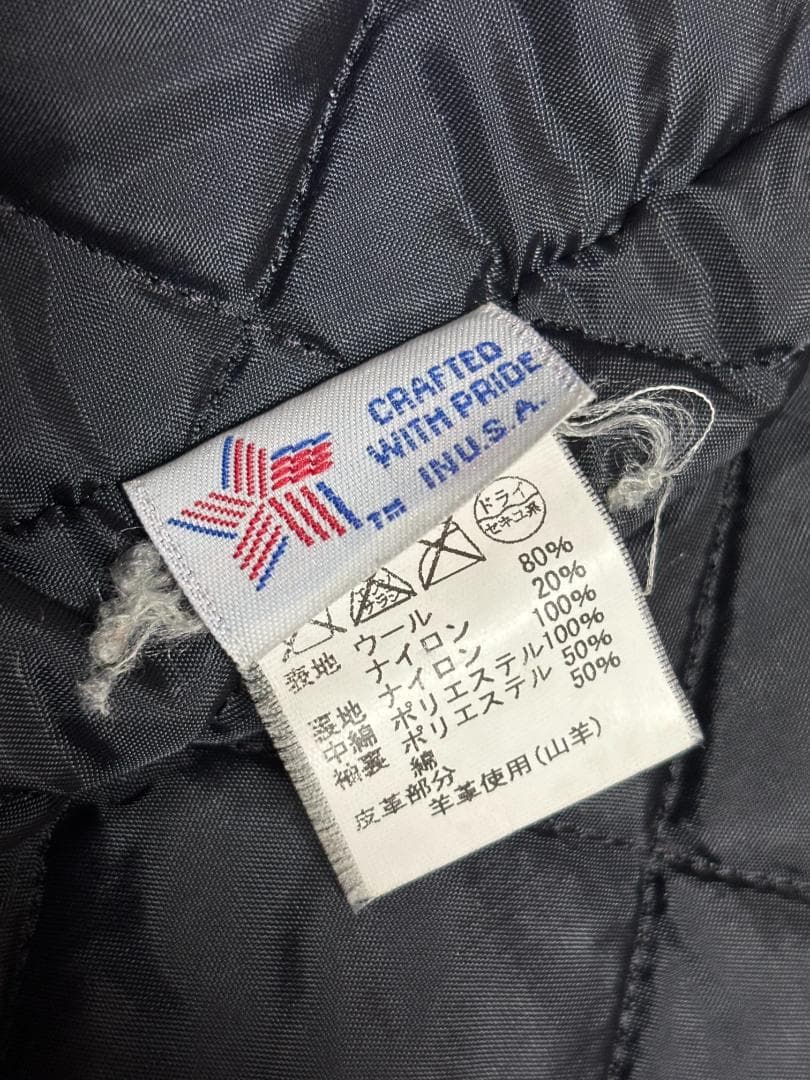 CRAFTED
WITH PRIDE
IN U.S.A.
TM
ドライ
セキユ系
表地 ウール 80%
ナイロン 20%
裏地 ナイロン 100%
中綿 ポリエステル100%
袖裏 ポリエステル 50%
綿 50%
皮革部分
羊革使用(山羊)